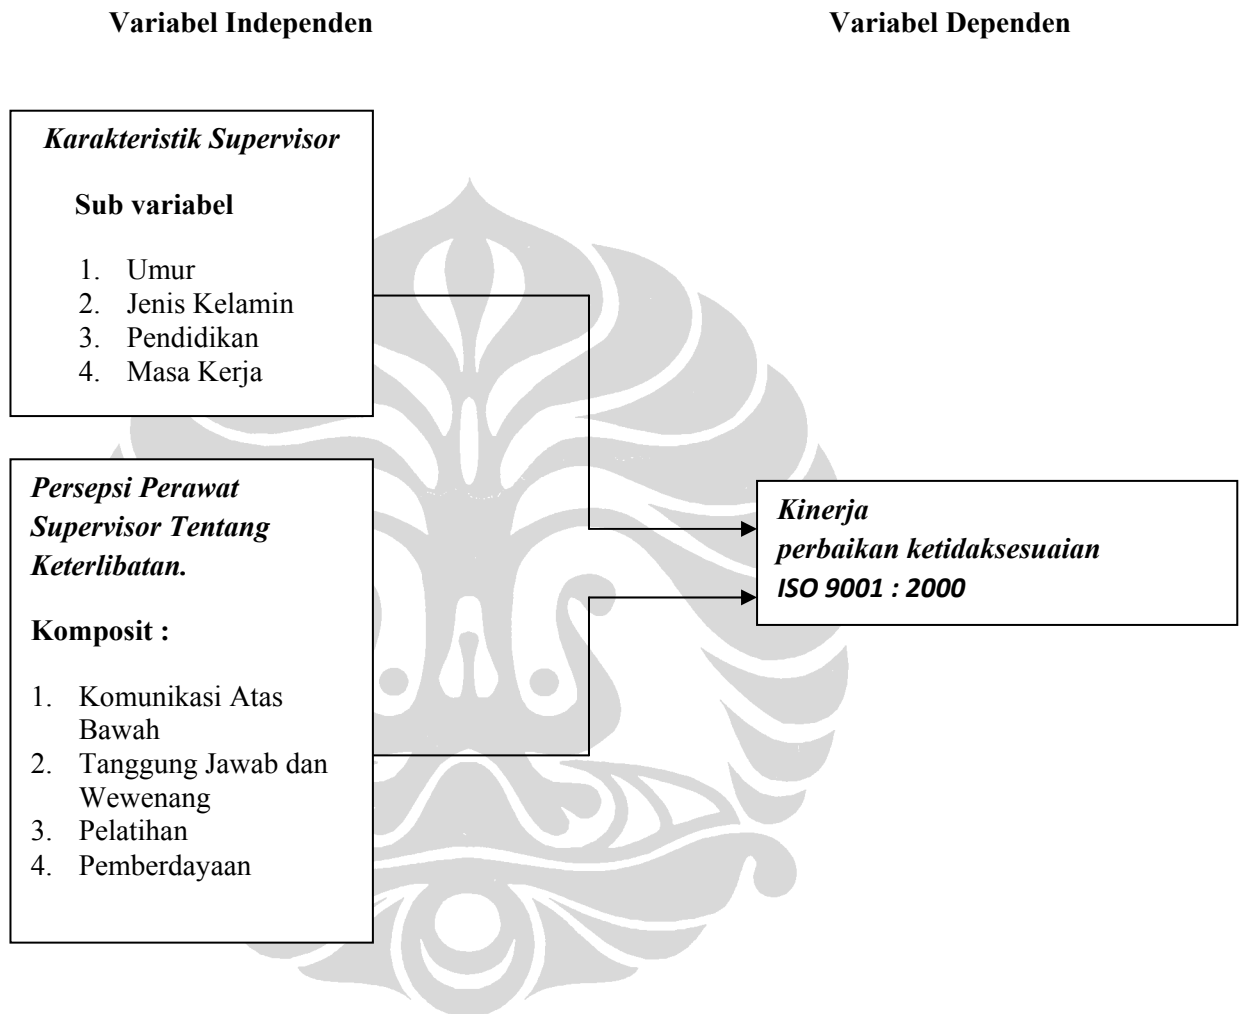 Variabel Independen
Variabel Dependen
Karakteristik Supervisor
Sub variabel
1. Umur
2. Jenis Kelamin
3. Pendidikan
4. Masa Kerja
Persepsi Perawat
Supervisor Tentang
Keterlibatan.
Komposit :
1. Komunikasi Atas
Bawah
2. Tanggung Jawab dan
Wewenang
3. Pelatihan
4. Pemberdayaan
Kinerja
perbaikan ketidaksesuaian
ISO 9001 : 2000